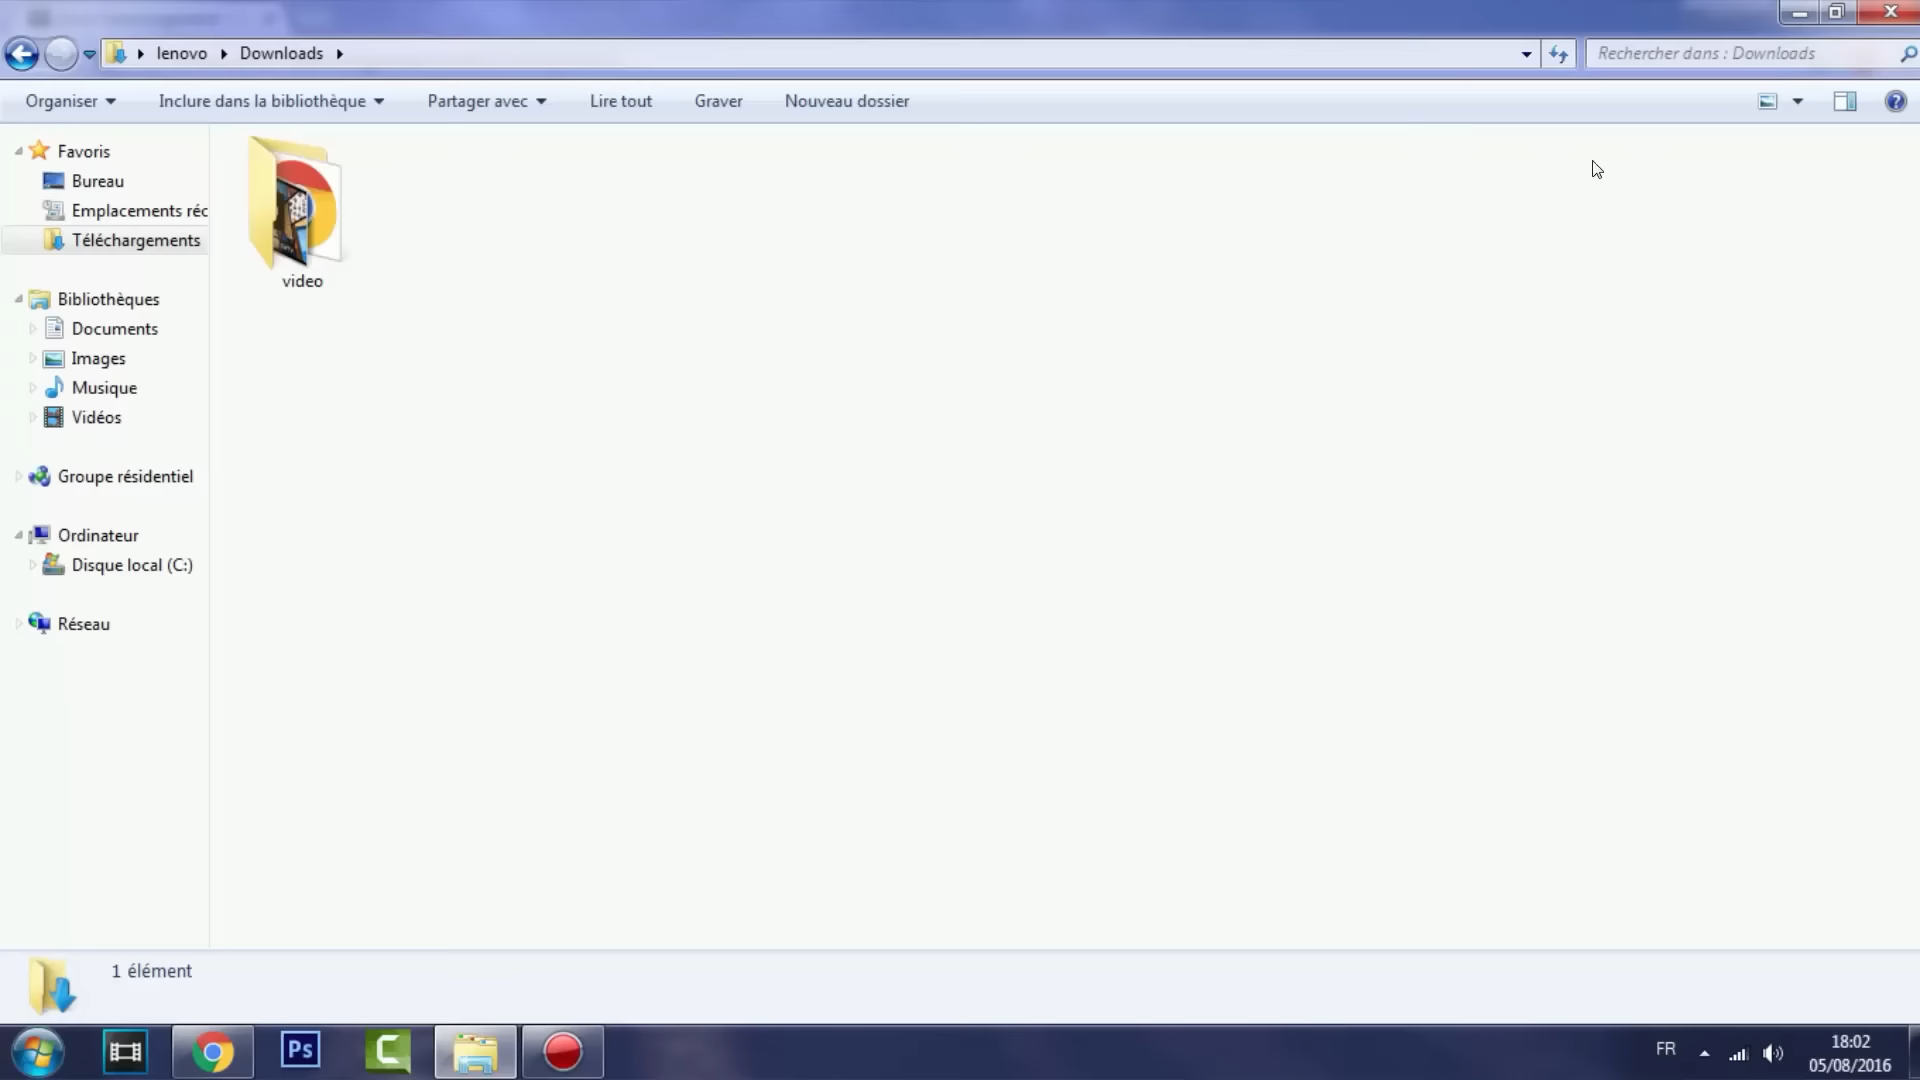 lenovo Downloads
Rechercher dans : Downloads
Organiser Inclure dans la bibliothèque Partager avec Lire tout Graver Nouveau dossier
Favoris
Bureau
Emplacements réc
Téléchargements
Bibliothèques
Documents
Images
Musique
Vidéos
Groupe résidentiel
Ordinateur
Disque local (C:)
Réseau
video
1 élément
Ps
C
FR
18:02
05/08/2016